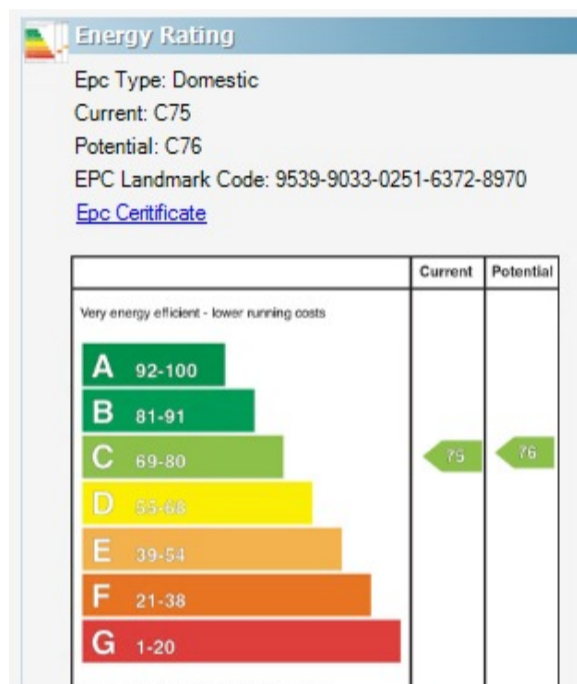 Energy Rating
Epc Type: Domestic
Current: C75
Potential: C76
EPC Landmark Code: 9539-9033-0251-6372-8970
Epc Ceritificate
Current Potential
Very energy efficient - lower running costs
A 92-100
B 81-91
C 69-80 75 76
D 55-68
E 39-54
F 21-38
G 1-20